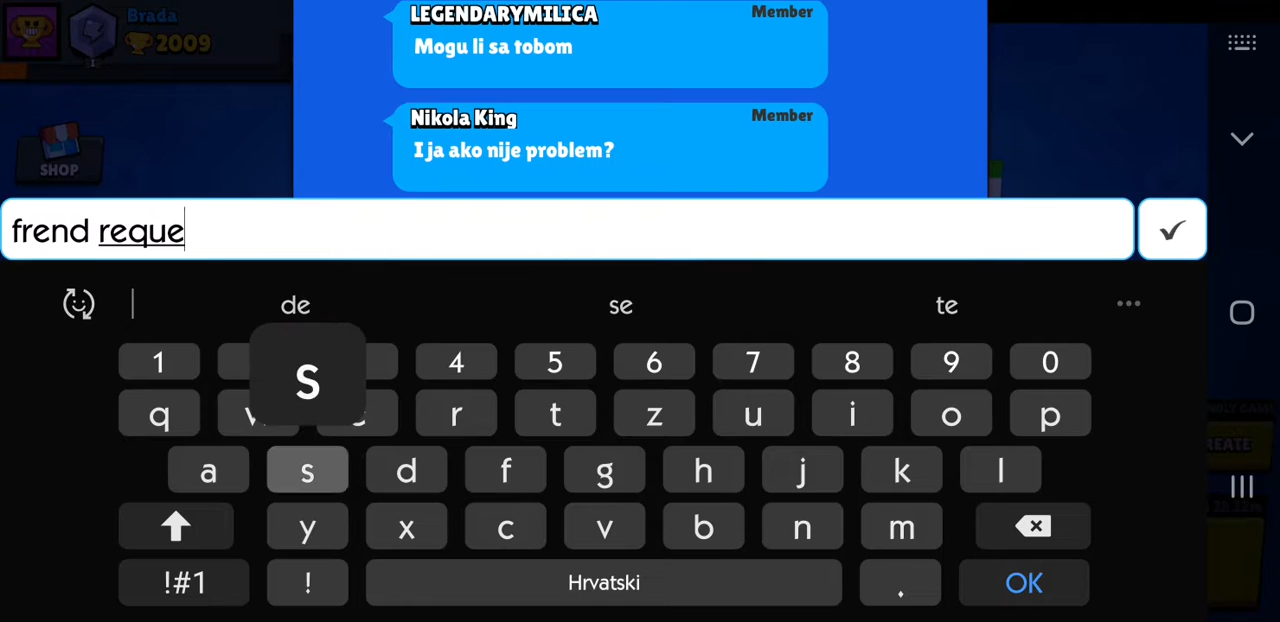 Brada
2009
LEGENDARYMILICA
Member
Mogu li sa tobom
Nikola King
Member
I ja ako nije problem?
SHOP
frend reque
de se te
S
1 4 5 6 7 8 9 0
q r t z u i o p
a s d f g h j k l
y x c v b n m
!#1 ! Hrvatski . OK